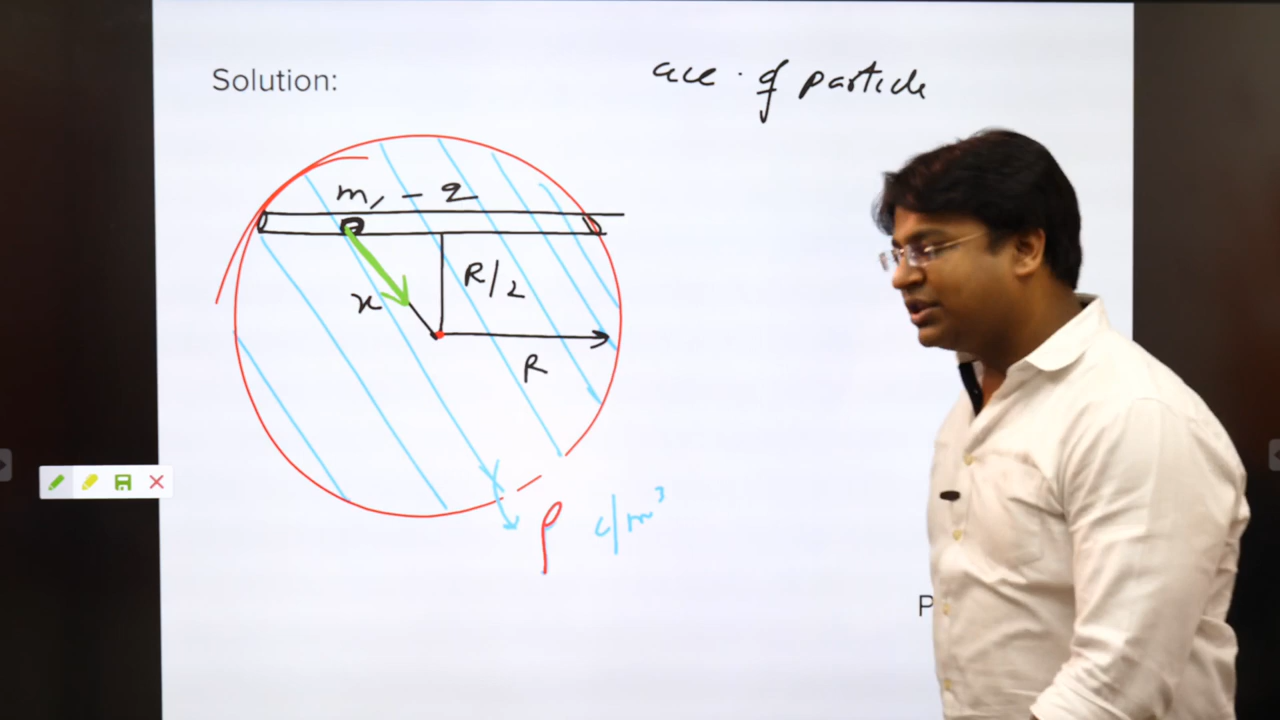 Solution:
acc. of particle
m, - q
R/2
x
R
ρ c/m³
P